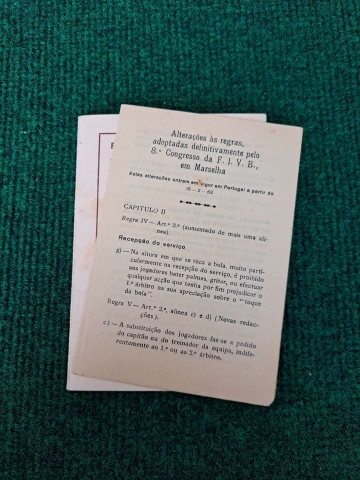 Alterações às regras,
adoptadas definitivamente pelo
8.º Congresso da F. I. V. B.,
em Marselha
Estas alterações entram em vigor em Portugal a partir de
15 - 2 - 62
CAPITULO II
Regra IV — Art.º 2.º (aumentado de mais uma alí-
nea).
Recepção do serviço
g) — Na altura em que se toca a bola, muito parti-
cularmente na recepção do serviço, é proibido
aos jogadores bater palmas, gritar, ou efectuar
qualquer acção que tenha por fim prejudicar o
1.º árbitro na sua apreciação sobre o "toque
da bola".
Regra V — Art.º 2.º, alínea c) e d) (Novas redac-
ções).
c) — A substituição dos jogadores faz-se a pedido
do capitão ou do treinador da equipa, indife-
rentemente ao 1.º ou ao 2.º árbitro.